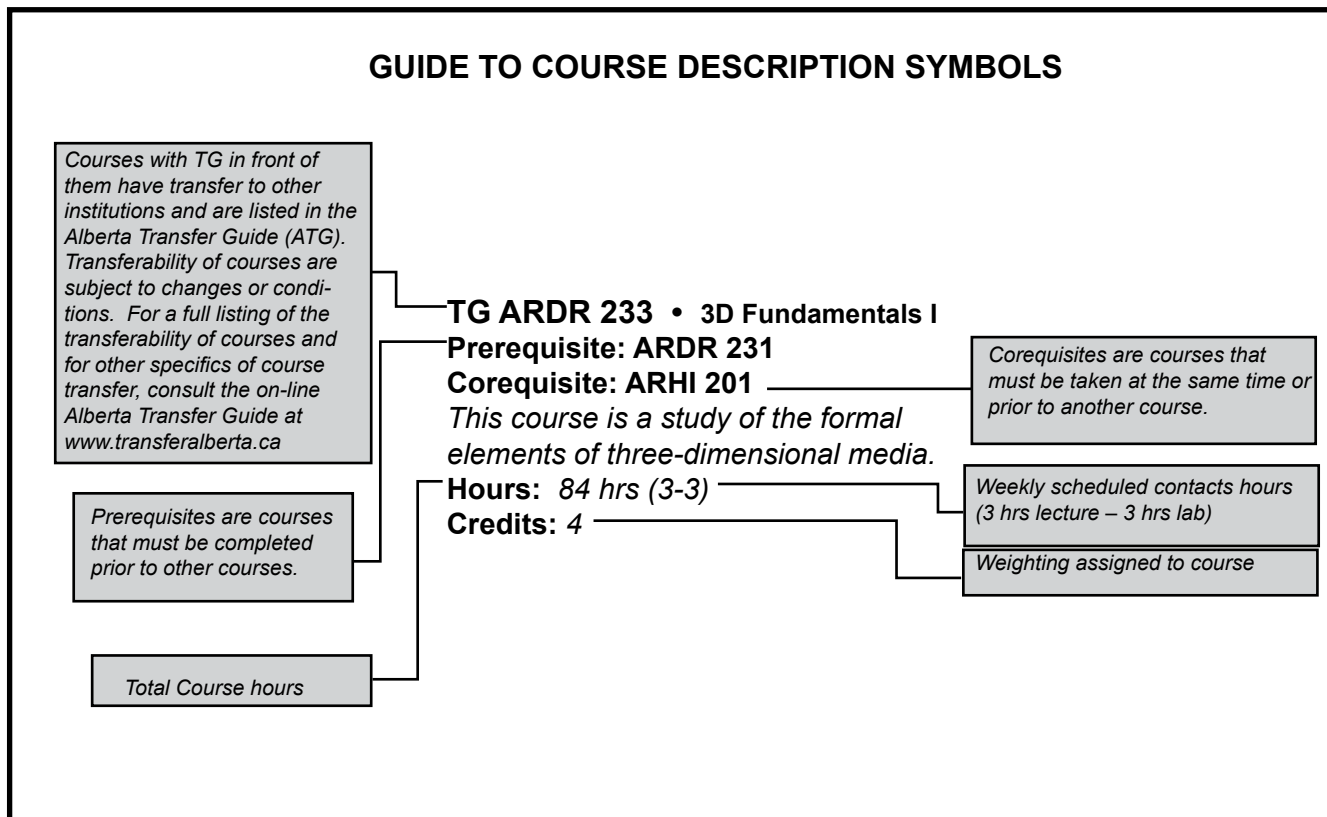 GUIDE TO COURSE DESCRIPTION SYMBOLS
Courses with TG in front of
them have transfer to other
institutions and are listed in the
Alberta Transfer Guide (ATG).
Transferability of courses are
subject to changes or condi-
tions.  For a full listing of the
transferability of courses and
for other specifics of course
transfer, consult the on-line
Alberta Transfer Guide at
www.transferalberta.ca
Prerequisites are courses
that must be completed
prior to other courses.
Total Course hours
TG ARDR 233 • 3D Fundamentals I
Prerequisite: ARDR 231
Corequisite: ARHI 201
This course is a study of the formal
elements of three-dimensional media.
Hours: 84 hrs (3-3)
Credits: 4
Corequisites are courses that
must be taken at the same time or
prior to another course.
Weekly scheduled contacts hours
(3 hrs lecture – 3 hrs lab)
Weighting assigned to course